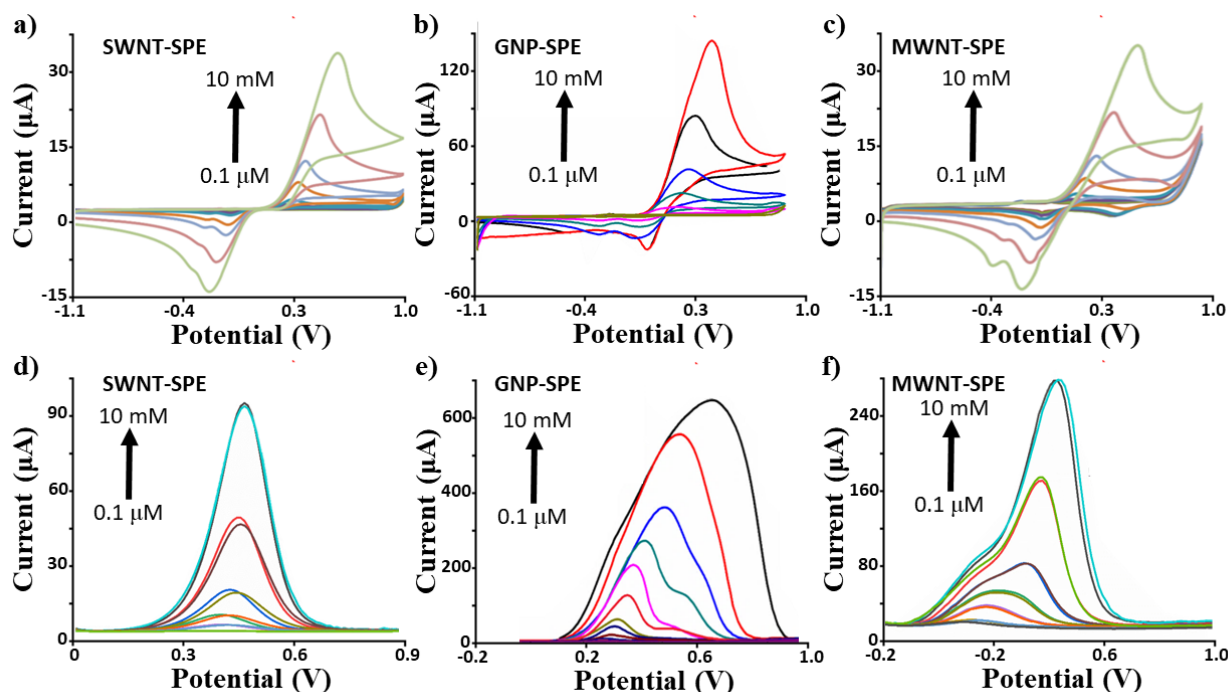 a)
SWNT-SPE
10 mM
0.1 μM
Current (μA)
30
15
0
-15
-1.1
-0.4
0.3
1.0
Potential (V)
b)
GNP-SPE
10 mM
0.1 μM
Current (μA)
120
60
0
-60
-1.1
-0.4
0.3
1.0
Potential (V)
c)
MWNT-SPE
10 mM
0.1 μM
Current (μA)
30
15
0
-15
-1.1
-0.4
0.3
1.0
Potential (V)
d)
SWNT-SPE
10 mM
0.1 μM
Current (μA)
90
60
30
0
0
0.3
0.6
0.9
Potential (V)
e)
GNP-SPE
10 mM
0.1 μM
Current (μA)
600
400
200
0
-0.2
0.2
0.6
1.0
Potential (V)
f)
MWNT-SPE
10 mM
0.1 μM
Current (μA)
240
160
80
0
-0.2
-0.2
0.6
1.0
Potential (V)